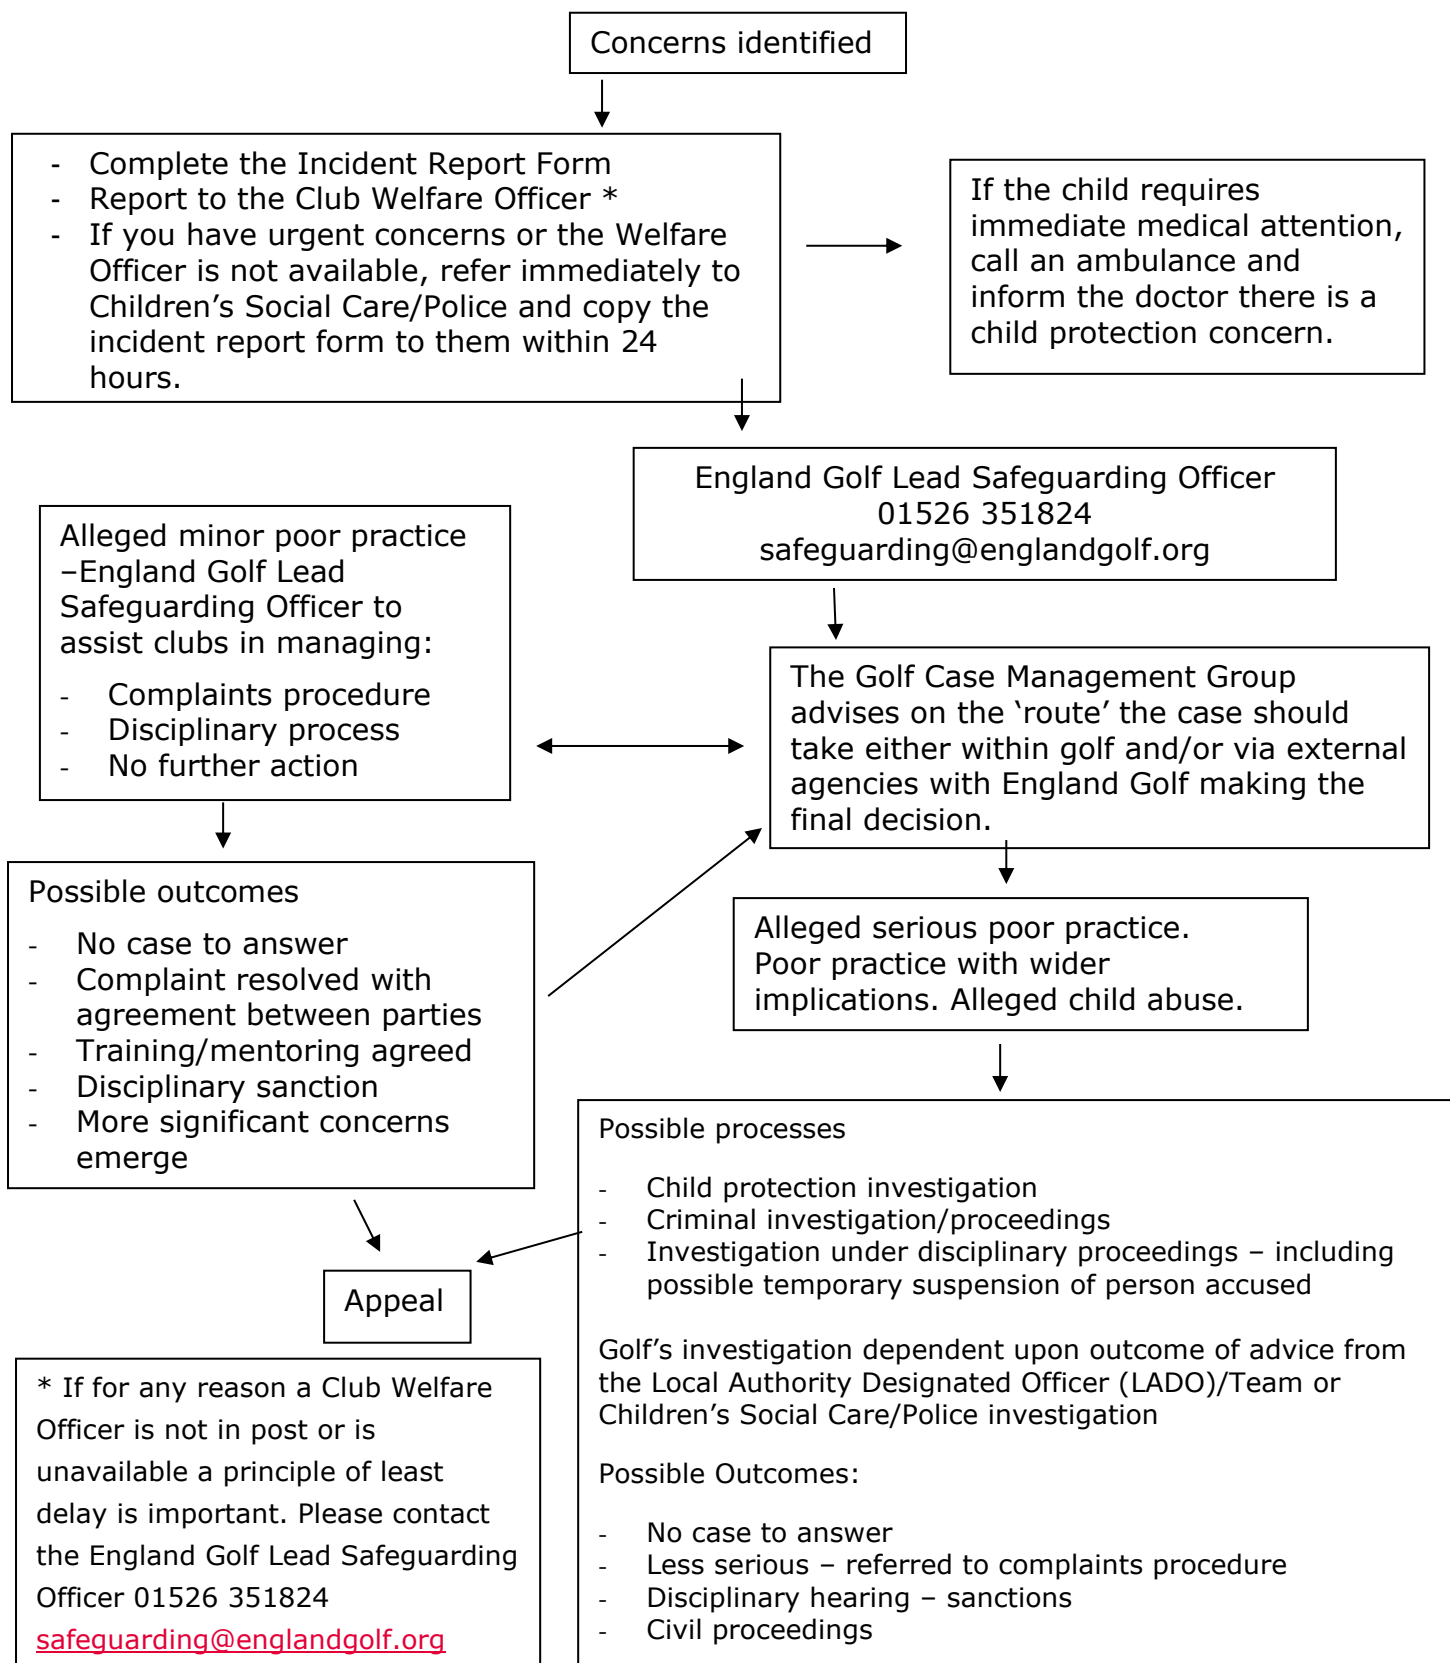 Concerns identified
- Complete the Incident Report Form
- Report to the Club Welfare Officer *
- If you have urgent concerns or the Welfare
Officer is not available, refer immediately to
Children’s Social Care/Police and copy the
incident report form to them within 24
hours.
If the child requires
immediate medical attention,
call an ambulance and
inform the doctor there is a
child protection concern.
England Golf Lead Safeguarding Officer
01526 351824
safeguarding@englandgolf.org
Alleged minor poor practice
–England Golf Lead
Safeguarding Officer to
assist clubs in managing:
- Complaints procedure
- Disciplinary process
- No further action
The Golf Case Management Group
advises on the ‘route’ the case should
take either within golf and/or via external
agencies with England Golf making the
final decision.
Possible outcomes
- No case to answer
- Complaint resolved with
agreement between parties
- Training/mentoring agreed
- Disciplinary sanction
- More significant concerns
emerge
Alleged serious poor practice.
Poor practice with wider
implications. Alleged child abuse.
Possible processes
- Child protection investigation
- Criminal investigation/proceedings
- Investigation under disciplinary proceedings – including
possible temporary suspension of person accused
Golf’s investigation dependent upon outcome of advice from
the Local Authority Designated Officer (LADO)/Team or
Children’s Social Care/Police investigation
Possible Outcomes:
- No case to answer
- Less serious – referred to complaints procedure
- Disciplinary hearing – sanctions
- Civil proceedings
Appeal
* If for any reason a Club Welfare
Officer is not in post or is
unavailable a principle of least
delay is important. Please contact
the England Golf Lead Safeguarding
Officer 01526 351824
safeguarding@englandgolf.org